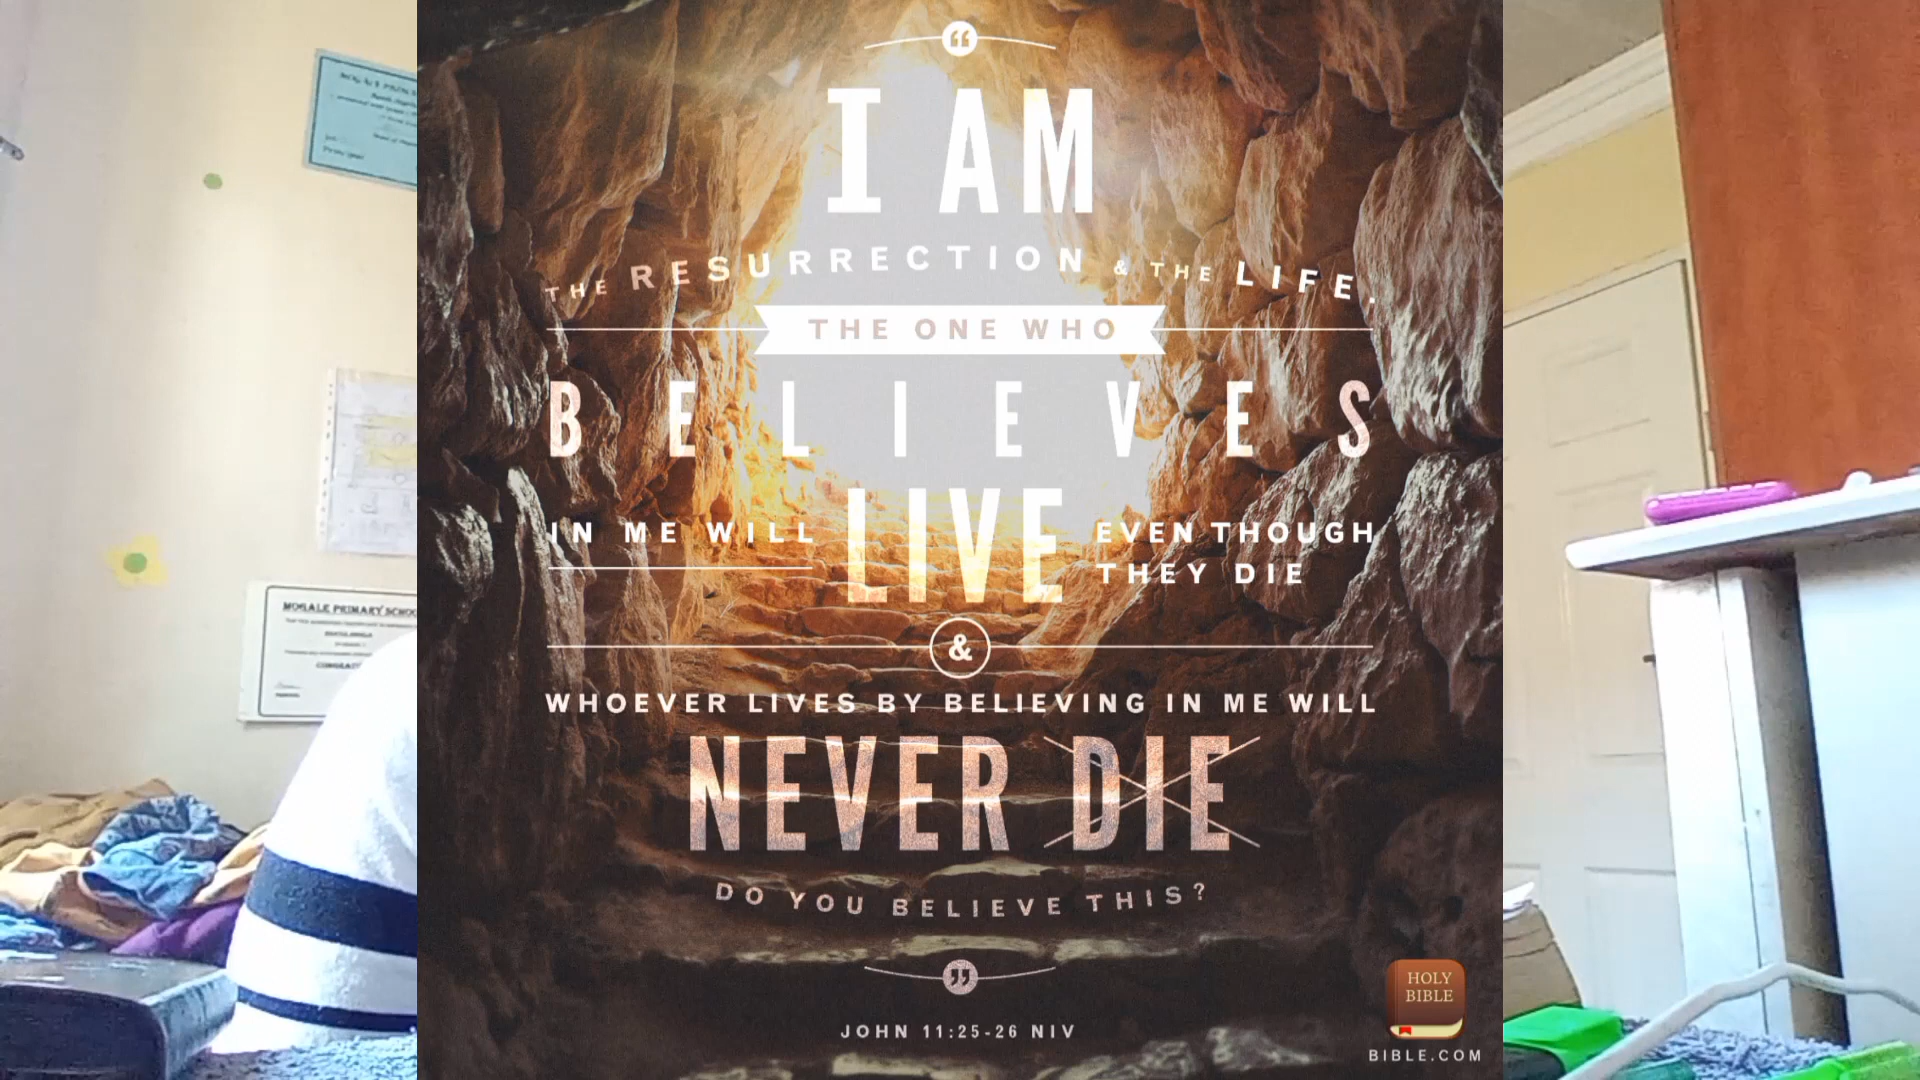 I AM
THE RESURRECTION & THE LIFE.
THE ONE WHO
BELIEVES
IN ME WILL LIVE EVEN THOUGH
THEY DIE
&
WHOEVER LIVES BY BELIEVING IN ME WILL
NEVER DIE
DO YOU BELIEVE THIS?
JOHN 11:25-26 NIV
HOLY
BIBLE
BIBLE.COM
PRIMARY SCHOO